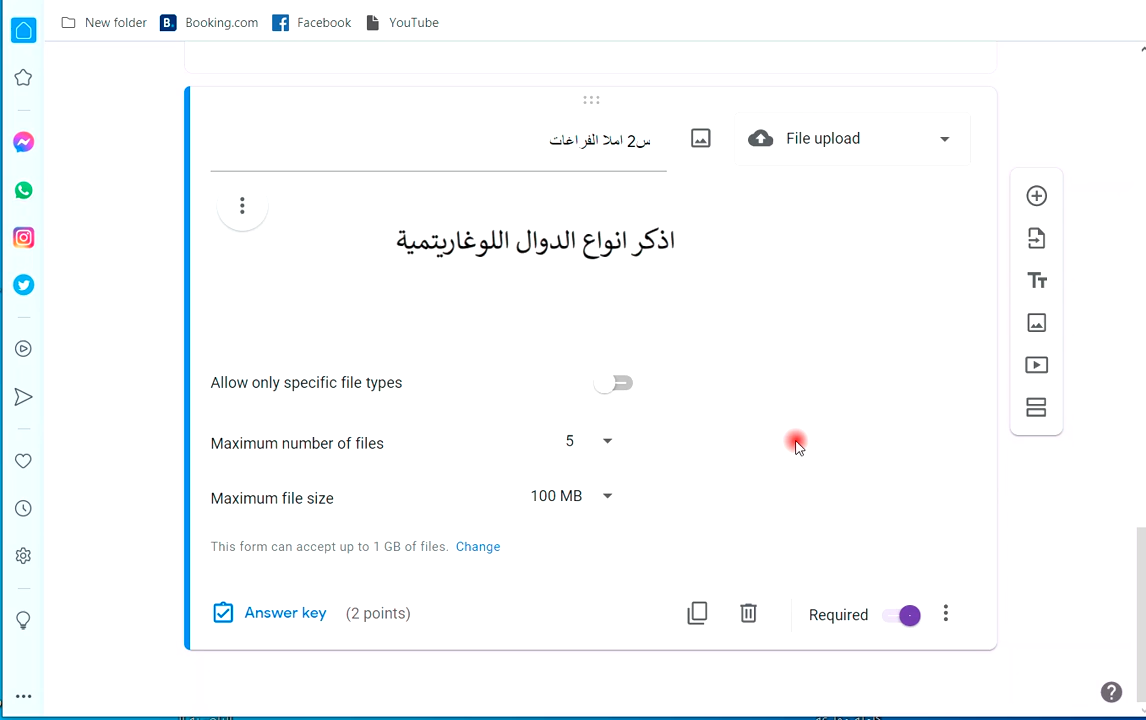 New folder
Booking.com
Facebook
YouTube
س2 املا الفراغات
File upload
اذكر انواع الدوال اللوغاريتمية
Allow only specific file types
Maximum number of files
5
Maximum file size
100 MB
This form can accept up to 1 GB of files. Change
Answer key
(2 points)
Required